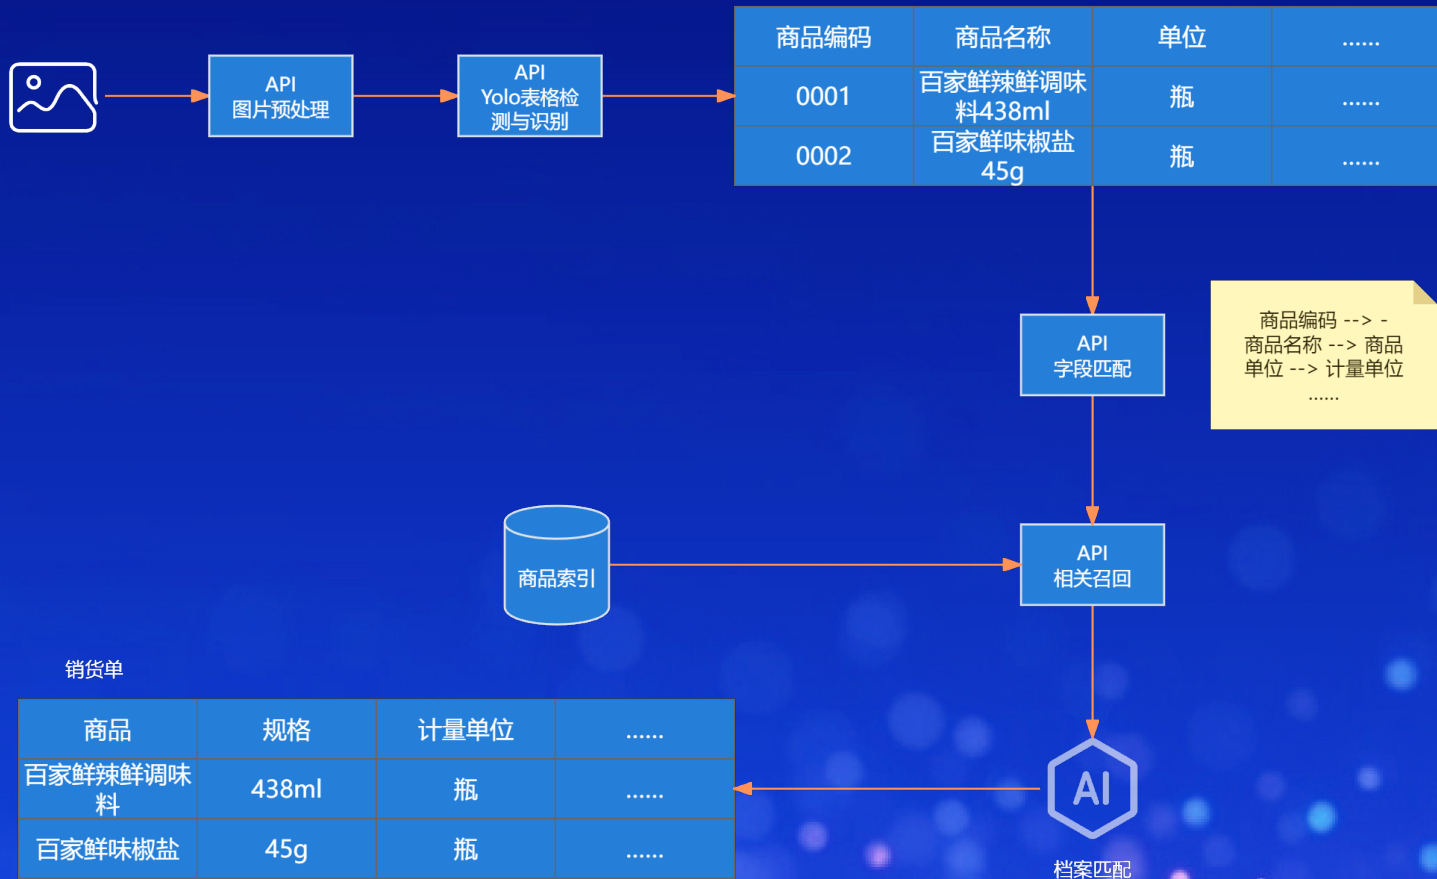 API
图片预处理
API
Yolo表格检
测与识别
商品编码 商品名称 单位 ......
0001 百家鲜辣鲜调味
料438ml 瓶 ......
0002 百家鲜味椒盐
45g 瓶 ......
API
字段匹配
商品编码 --> -
商品名称 --> 商品
单位 --> 计量单位
......
商品索引
API
相关召回
AI
档案匹配
销货单
商品 规格 计量单位 ......
百家鲜辣鲜调味
料 438ml 瓶 ......
百家鲜味椒盐 45g 瓶 ......